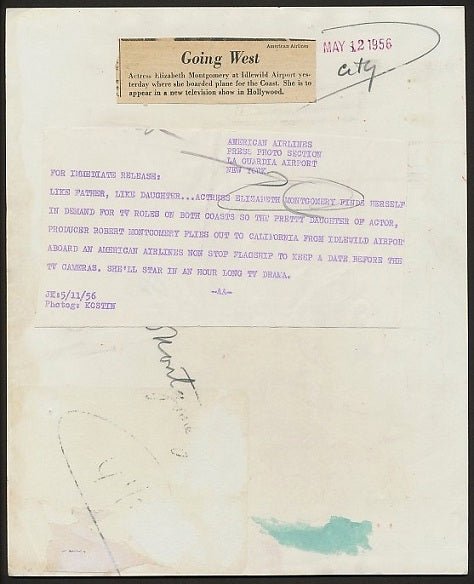 American Airlines
Going West
Actress Elizabeth Montgomery at Idlewild Airport yes-
terday where she boarded plane for the Coast. She is to
appear in a new television show in Hollywood.
MAY 12 1956
city
AMERICAN AIRLINES
PRESS PHOTO SECTION
LA GUARDIA AIRPORT
NEW YORK
FOR IMMEDIATE RELEASE:
LIKE FATHER, LIKE DAUGHTER...ACTRESS ELIZABETH MONTGOMERY FINDS HERSELF
IN DEMAND FOR TV ROLES ON BOTH COASTS SO THE PRETTY DAUGHTER OF ACTOR,
PRODUCER ROBERT MONTGOMERY FLIES OUT TO CALIFORNIA FROM IDLEWILD AIRPORT
ABOARD AN AMERICAN AIRLINES NON STOP FLAGSHIP TO KEEP A DATE BEFORE THE
TV CAMERAS. SHE'LL STAR IN AN HOUR LONG TV DRAMA.
-AA-
JK:5/11/56
Photog: KOSTIN
Montgomery